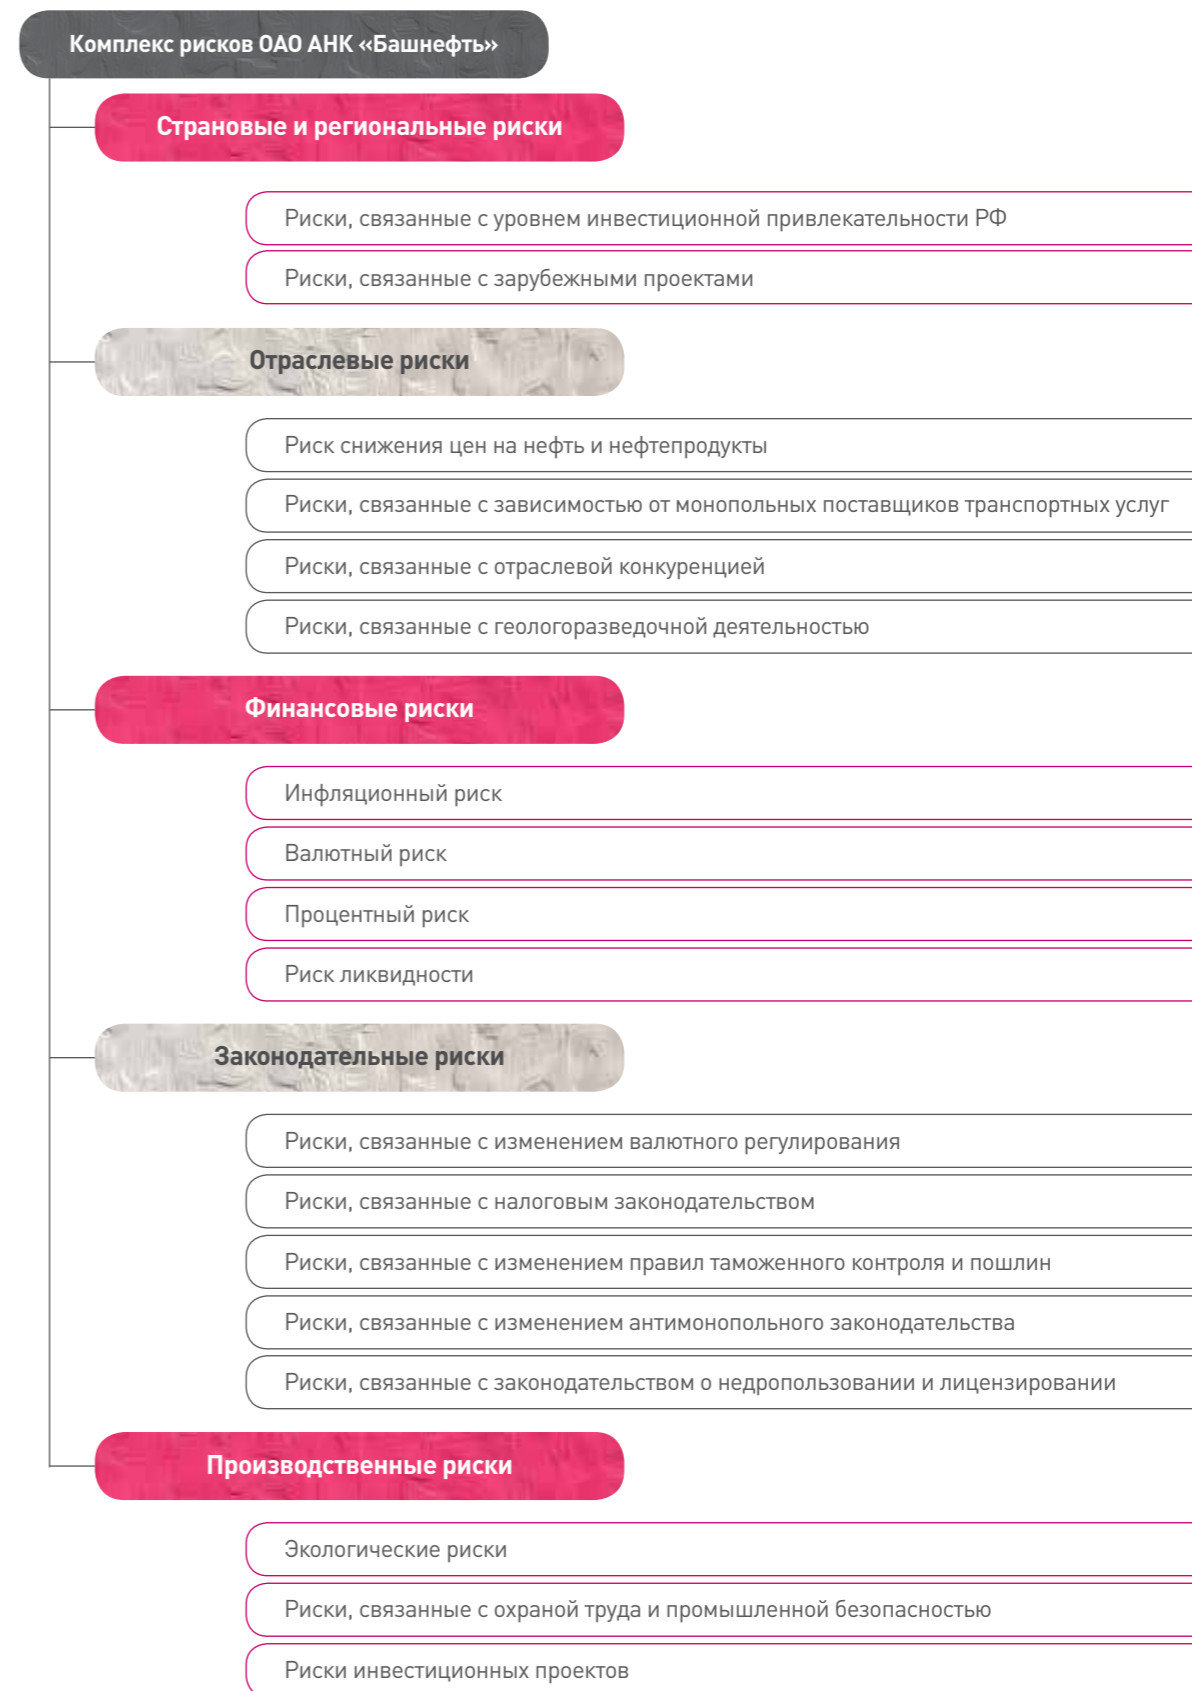 Комплекс рисков ОАО АНК «Башнефть»
Страновые и региональные риски
Риски, связанные с уровнем инвестиционной привлекательности РФ
Риски, связанные с зарубежными проектами
Отраслевые риски
Риск снижения цен на нефть и нефтепродукты
Риски, связанные с зависимостью от монопольных поставщиков транспортных услуг
Риски, связанные с отраслевой конкуренцией
Риски, связанные с геологоразведочной деятельностью
Финансовые риски
Инфляционный риск
Валютный риск
Процентный риск
Риск ликвидности
Законодательные риски
Риски, связанные с изменением валютного регулирования
Риски, связанные с налоговым законодательством
Риски, связанные с изменением правил таможенного контроля и пошлин
Риски, связанные с изменением антимонопольного законодательства
Риски, связанные с законодательством о недропользовании и лицензировании
Производственные риски
Экологические риски
Риски, связанные с охраной труда и промышленной безопасностью
Риски инвестиционных проектов